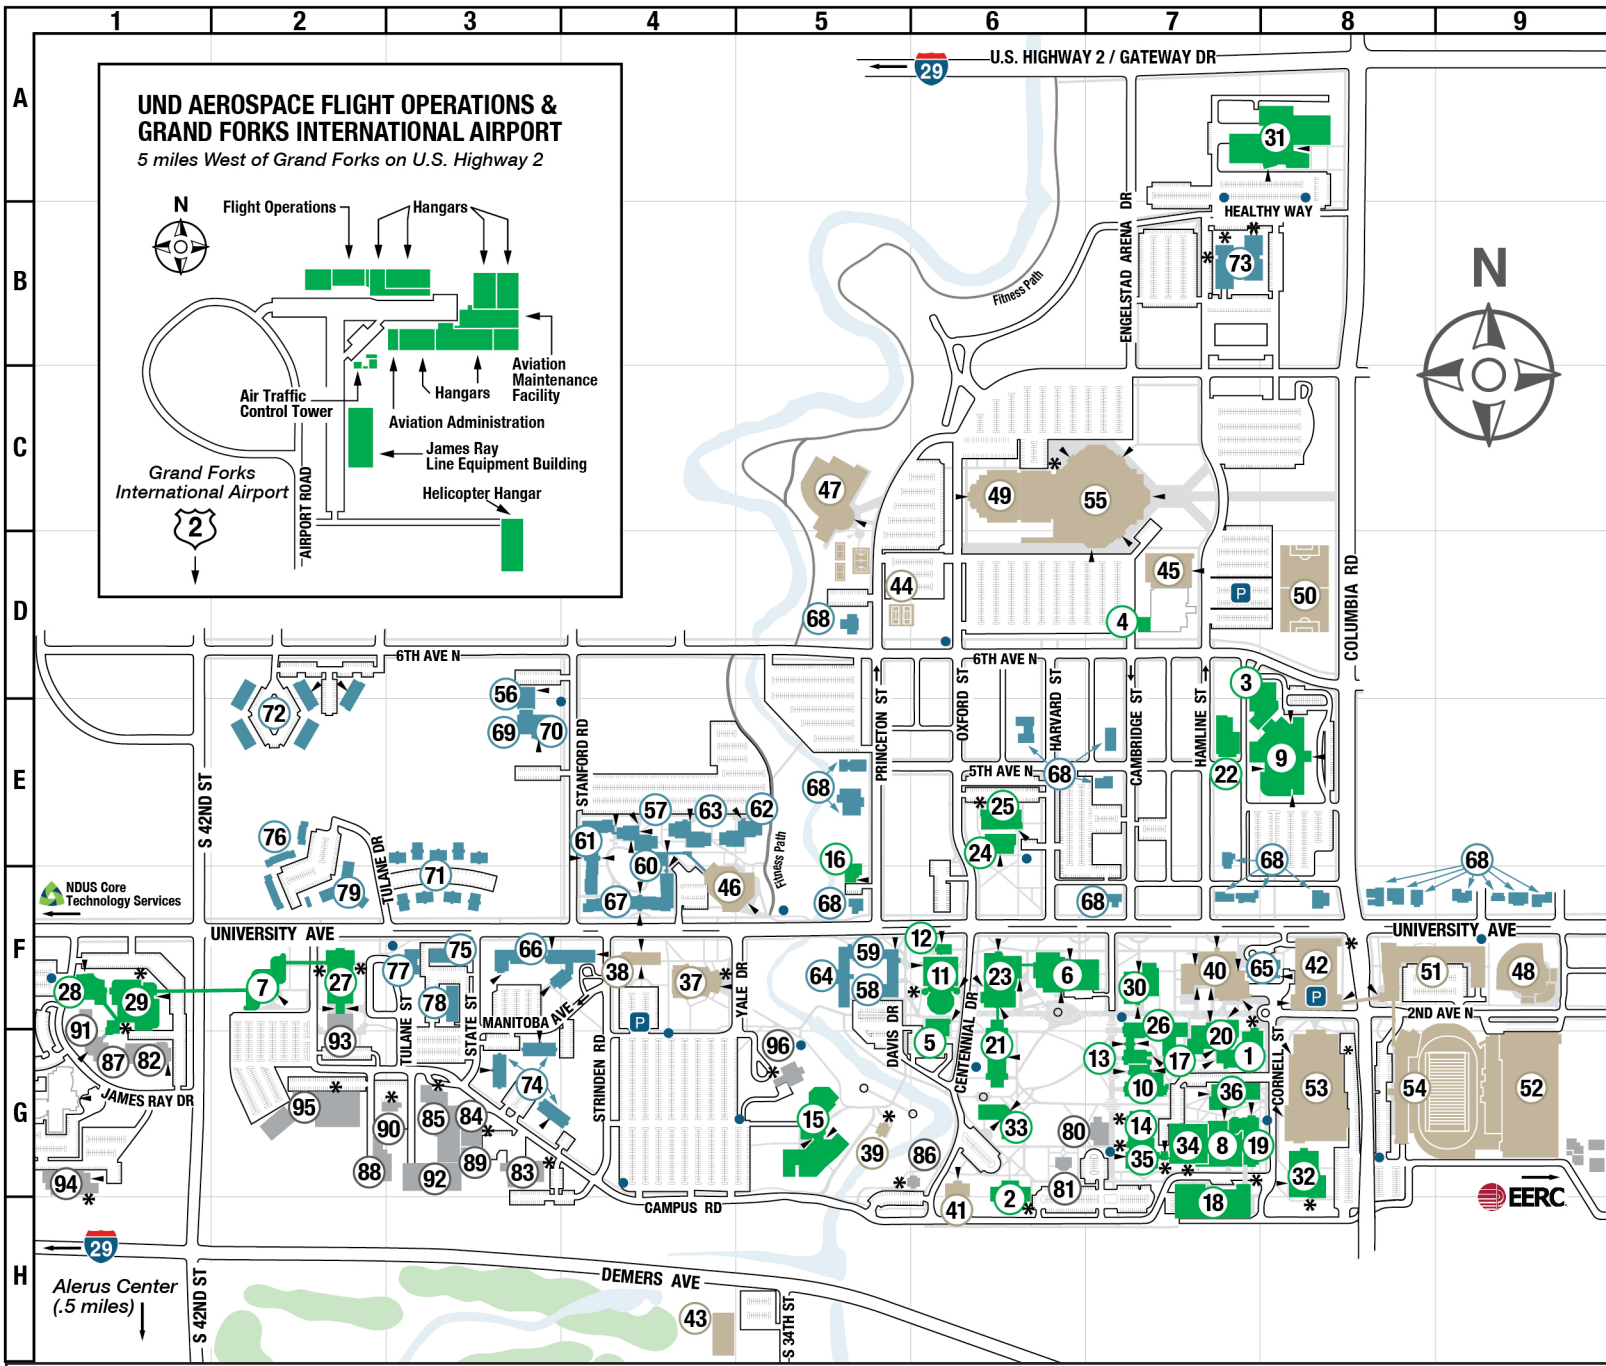 1 2 3 4 5 6 7 8 9
A
B
C
D
E
F
G
H
UND AEROSPACE FLIGHT OPERATIONS &
GRAND FORKS INTERNATIONAL AIRPORT
5 miles West of Grand Forks on U.S. Highway 2
N
Flight Operations
Hangars
Aviation
Maintenance
Facility
Hangars
Air Traffic
Control Tower
Aviation Administration
James Ray
Line Equipment Building
Grand Forks
International Airport
2
AIRPORT ROAD
Helicopter Hangar
29
U.S. HIGHWAY 2 / GATEWAY DR
31
HEALTHY WAY
ENGELSTAD ARENA DR
73
Fitness Path
N
47
49
55
44
45
50
P
68
4
COLUMBIA RD
6TH AVE N
6TH AVE N
72
56
69
70
STANFORD RD
S 42ND ST
PRINCETON ST
OXFORD ST
HARVARD ST
CAMBRIDGE ST
HAMLINE ST
3
9
22
5TH AVE N
68
68
25
24
57
63
62
61
60
67
46
Fitness Path
16
68
68
68
68
76
79
TULANE DR
71
NDUS Core
Technology Services
UNIVERSITY AVE
UNIVERSITY AVE
28
29
7
27
77
75
78
66
38
37
YALE DR
64
59
58
12
11
23
6
30
40
65
42
P
51
48
2ND AVE N
91
87
82
JAMES RAY DR
93
TULANE ST
STATE ST
MANITOBA AVE
P
74
STRINDEN RD
96
DAVIS DR
5
CENTENNIAL DR
21
13
26
17
20
1
10
36
CORNELL ST
53
54
52
95
90
85
84
88
92
89
83
94
15
39
86
33
80
14
35
34
8
19
32
81
41
2
18
CAMPUS RD
EERC
29
Alerus Center
(.5 miles)
S 42ND ST
DEMERS AVE
43
S 34TH ST